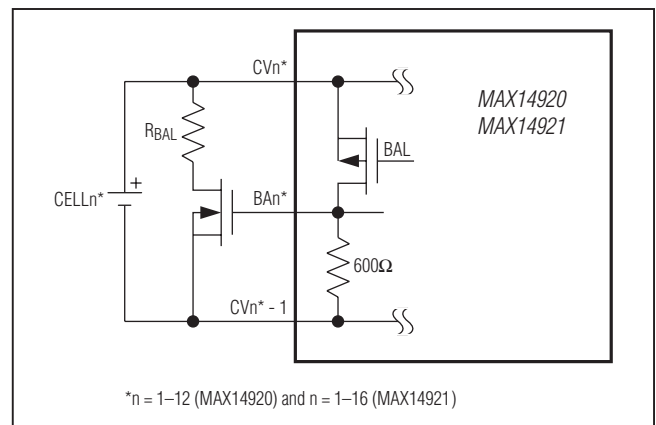 CVn*
MAX14920
MAX14921
RBAL
BAL
CELLn*
+
BAn*
600Ω
CVn* - 1
*n = 1–12 (MAX14920) and n = 1–16 (MAX14921)